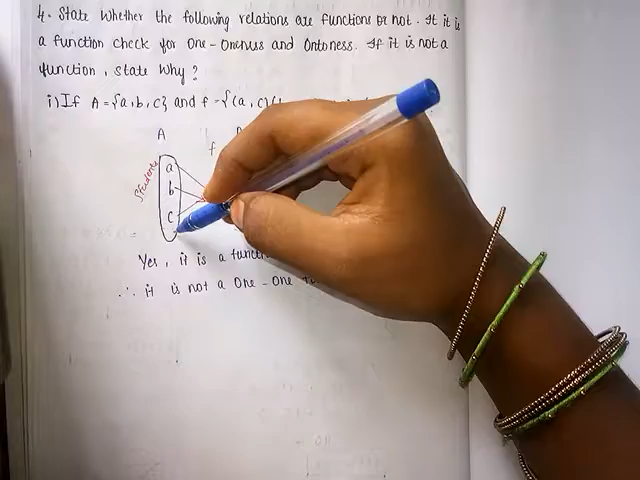 4. State whether the following relations are functions or not. If it is
a function check for One-Oneness and Ontoness. If it is not a
function, state why?
i) If A = {a,b,c} and f = {(a,c)(
A
f
Students
a
b
c
Yes, it is a
∴ it is not a One-One